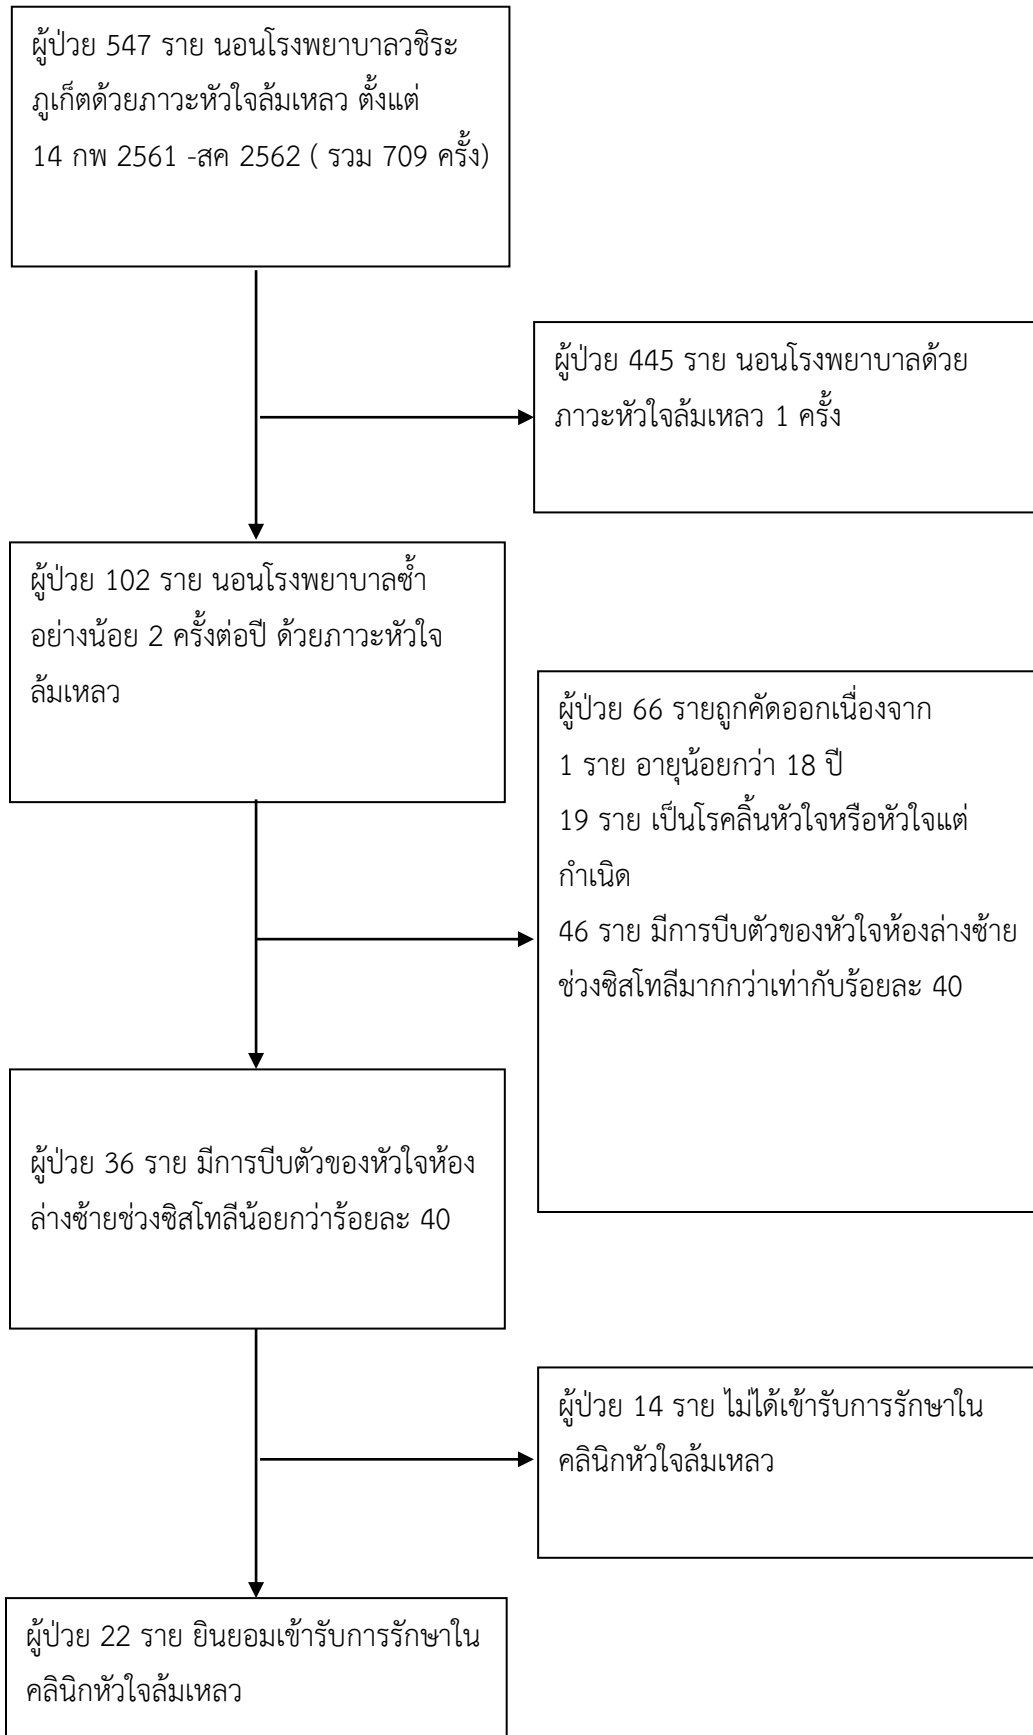 ผู้ป่วย 547 ราย นอนโรงพยาบาลวชิระ
ภูเก็ตด้วยภาวะหัวใจล้มเหลว ตั้งแต่
14 กพ 2561 -สค 2562 ( รวม 709 ครั้ง)
ผู้ป่วย 445 ราย นอนโรงพยาบาลด้วย
ภาวะหัวใจล้มเหลว 1 ครั้ง
ผู้ป่วย 102 ราย นอนโรงพยาบาลซ้ำ
อย่างน้อย 2 ครั้งต่อปี ด้วยภาวะหัวใจ
ล้มเหลว
ผู้ป่วย 66 รายถูกคัดออกเนื่องจาก
1 ราย อายุน้อยกว่า 18 ปี
19 ราย เป็นโรคลิ้นหัวใจหรือหัวใจแต่
กำเนิด
46 ราย มีการบีบตัวของหัวใจห้องล่างซ้าย
ช่วงซิสโทลีมากกว่าเท่ากับร้อยละ 40
ผู้ป่วย 36 ราย มีการบีบตัวของหัวใจห้อง
ล่างซ้ายช่วงซิสโทลีน้อยกว่าร้อยละ 40
ผู้ป่วย 14 ราย ไม่ได้เข้ารับการรักษาใน
คลินิกหัวใจล้มเหลว
ผู้ป่วย 22 ราย ยินยอมเข้ารับการรักษาใน
คลินิกหัวใจล้มเหลว